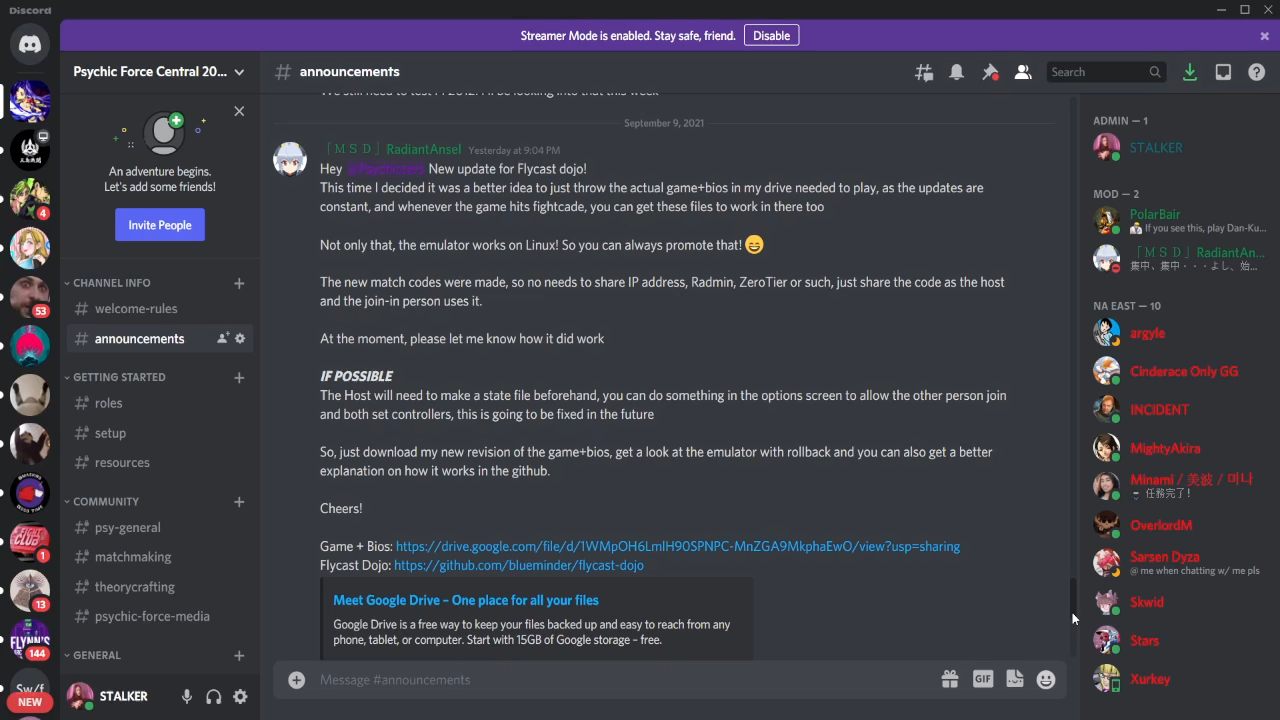 Discord
Streamer Mode is enabled. Stay safe, friend. Disable
Psychic Force Central 20...
announcements
Search
An adventure begins.
Let's add some friends!
Invite People
CHANNEL INFO
welcome-rules
announcements
GETTING STARTED
roles
setup
resources
COMMUNITY
psy-general
matchmaking
theorycrafting
psychic-force-media
GENERAL
STALKER
4
53
1
13
144
Sw/f
NEW
September 9, 2021
「ＭＳＤ」RadiantAnsel Yesterday at 9:04 PM
Hey New update for Flycast dojo!
This time I decided it was a better idea to just throw the actual game+bios in my drive needed to play, as the updates are
constant, and whenever the game hits fightcade, you can get these files to work in there too
Not only that, the emulator works on Linux! So you can always promote that! 😄
The new match codes were made, so no needs to share IP address, Radmin, ZeroTier or such, just share the code as the host
and the join-in person uses it.
At the moment, please let me know how it did work
IF POSSIBLE
The Host will need to make a state file beforehand, you can do something in the options screen to allow the other person join
and both set controllers, this is going to be fixed in the future
So, just download my new revision of the game+bios, get a look at the emulator with rollback and you can also get a better
explanation on how it works in the github.
Cheers!
Game + Bios: https://drive.google.com/file/d/1WMpOH6LmlH90SPNPC-MnZGA9MkphaEwO/view?usp=sharing
Flycast Dojo: https://github.com/blueminder/flycast-dojo
Meet Google Drive – One place for all your files
Google Drive is a free way to keep your files backed up and easy to reach from any
phone, tablet, or computer. Start with 15GB of Google storage – free.
Message #announcements
GIF
ADMIN — 1
STALKER
MOD — 2
PolarBair
If you see this, play Dan-Ku...
「ＭＳＤ」RadiantAn...
集中、集中・・・よし、始...
NA EAST — 10
argyle
Cinderace Only GG
INCIDENT
MightyAkira
Minami / 美波 / 미나
任務完了!
OverlordM
Sarsen Dyza
@ me when chatting w/ me pls
Skwid
Stars
Xurkey